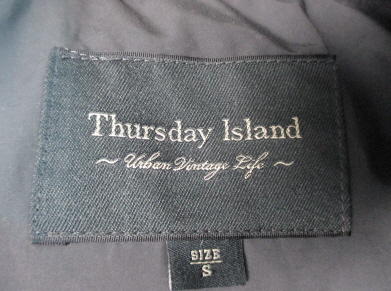 Thursday Island
~ Urban Vintage Life ~
SIZE
S